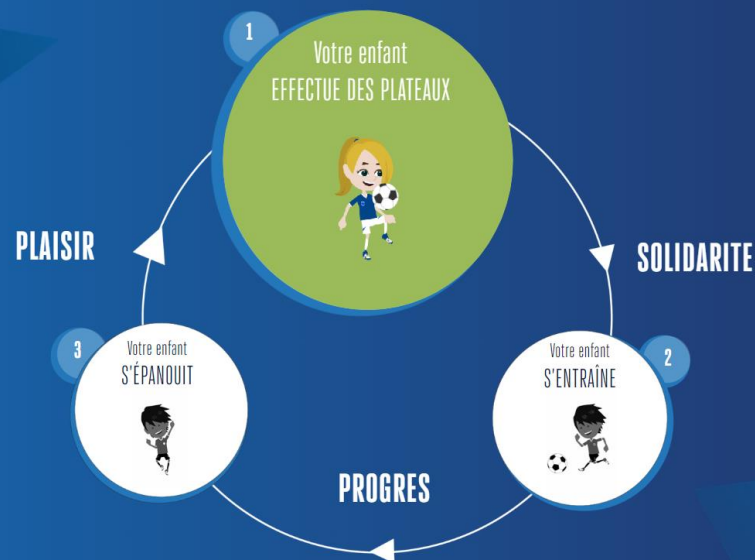 1
Votre enfant
EFFECTUE DES PLATEAUX
PLAISIR
SOLIDARITE
3
Votre enfant
S'ÉPANOUIT
2
Votre enfant
S'ENTRAÎNE
PROGRES